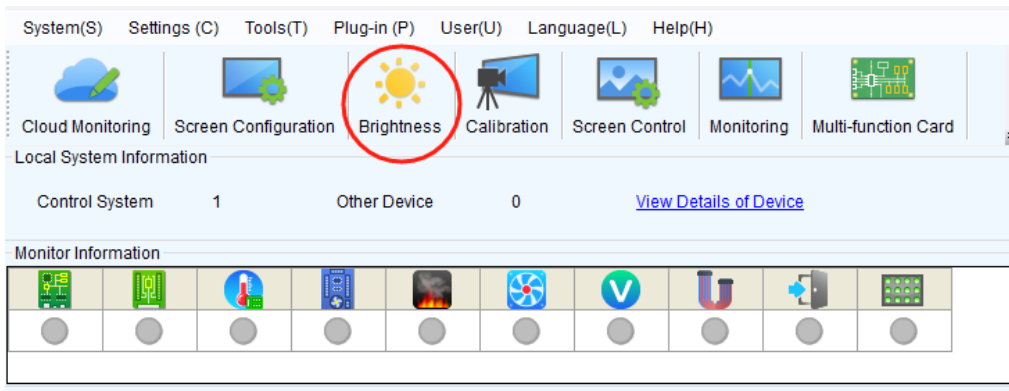 System(S) Settings (C) Tools(T) Plug-in (P) User(U) Language(L) Help(H)
Cloud Monitoring Screen Configuration Brightness Calibration Screen Control Monitoring Multi-function Card
Local System Information
Control System 1 Other Device 0 View Details of Device
Monitor Information
V